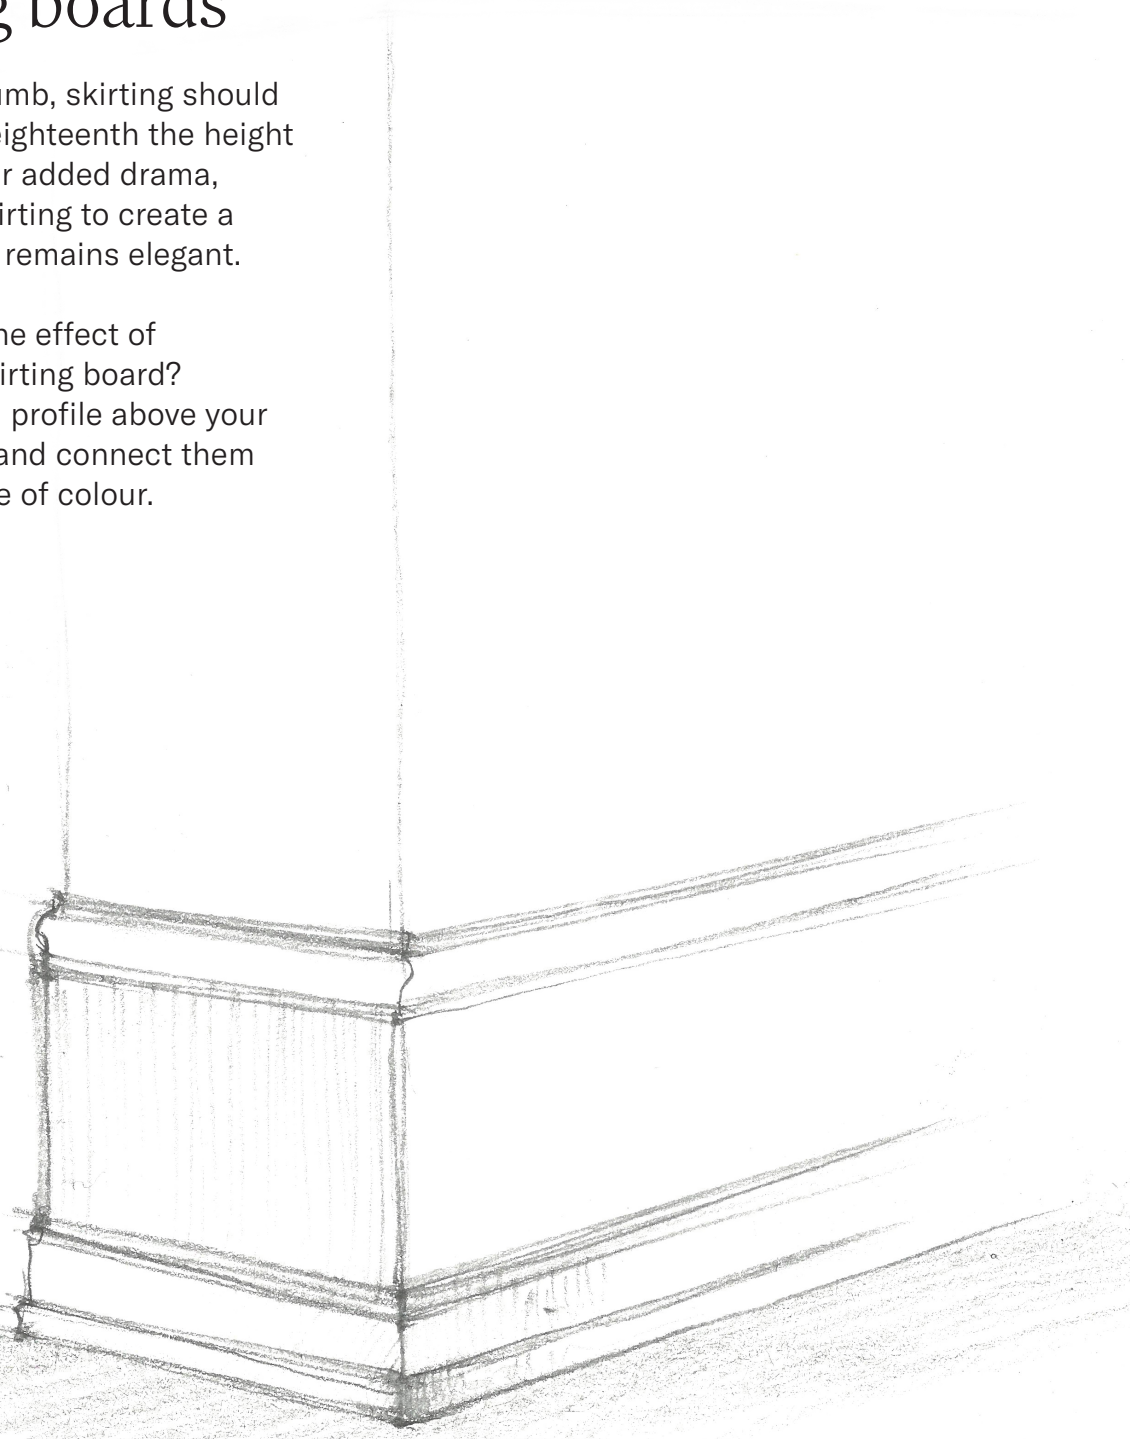 g boards
umb, skirting should
eighteenth the height
r added drama,
irting to create a
remains elegant.
he effect of
irting board?
profile above your
and connect them
e of colour.